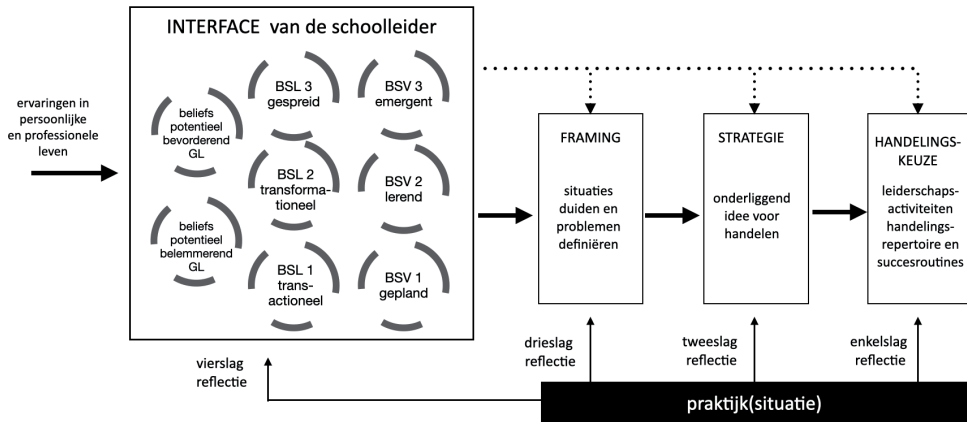 INTERFACE van de schoolleider
ervaringen in
persoonlijke
en professionele
leven
beliefs
potentieel
bevorderend
GL
beliefs
potentieel
belemmerend
GL
BSL 3
gespreid
BSL 2
transforma-
tioneel
BSL 1
trans-
actioneel
BSV 3
emergent
BSV 2
lerend
BSV 1
gepland
FRAMING
situaties
duiden en
problemen
definiëren
STRATEGIE
onderliggend
idee voor
handelen
HANDELINGS-
KEUZE
leiderschaps-
activiteiten
handelings-
repertoire en
succesroutines
vierslag
reflectie
drieslag
reflectie
tweeslag
reflectie
enkelslag
reflectie
praktijk(situatie)